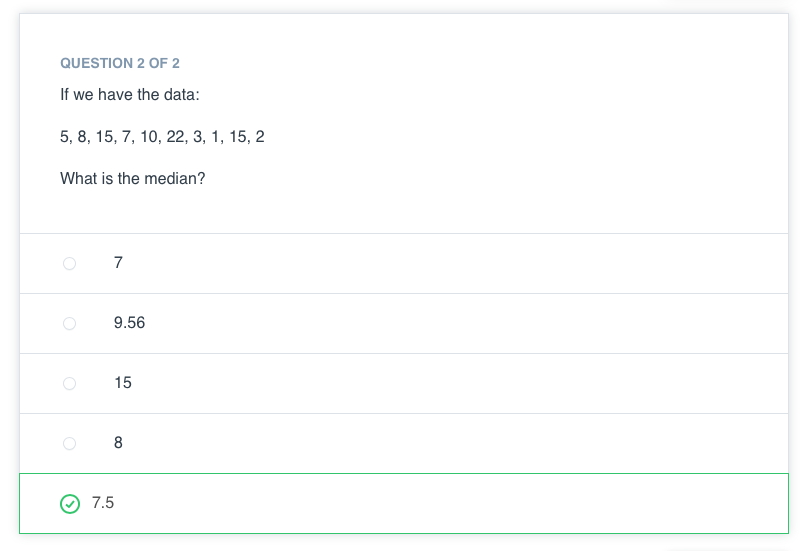 QUESTION 2 OF 2
If we have the data:
5, 8, 15, 7, 10, 22, 3, 1, 15, 2
What is the median?
7
9.56
15
8
7.5